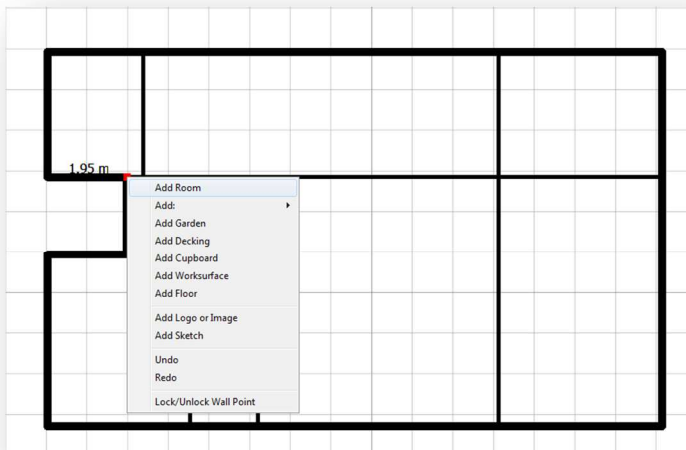 1.95 m
Add Room
Add:
Add Garden
Add Decking
Add Cupboard
Add Worksurface
Add Floor
Add Logo or Image
Add Sketch
Undo
Redo
Lock/Unlock Wall Point